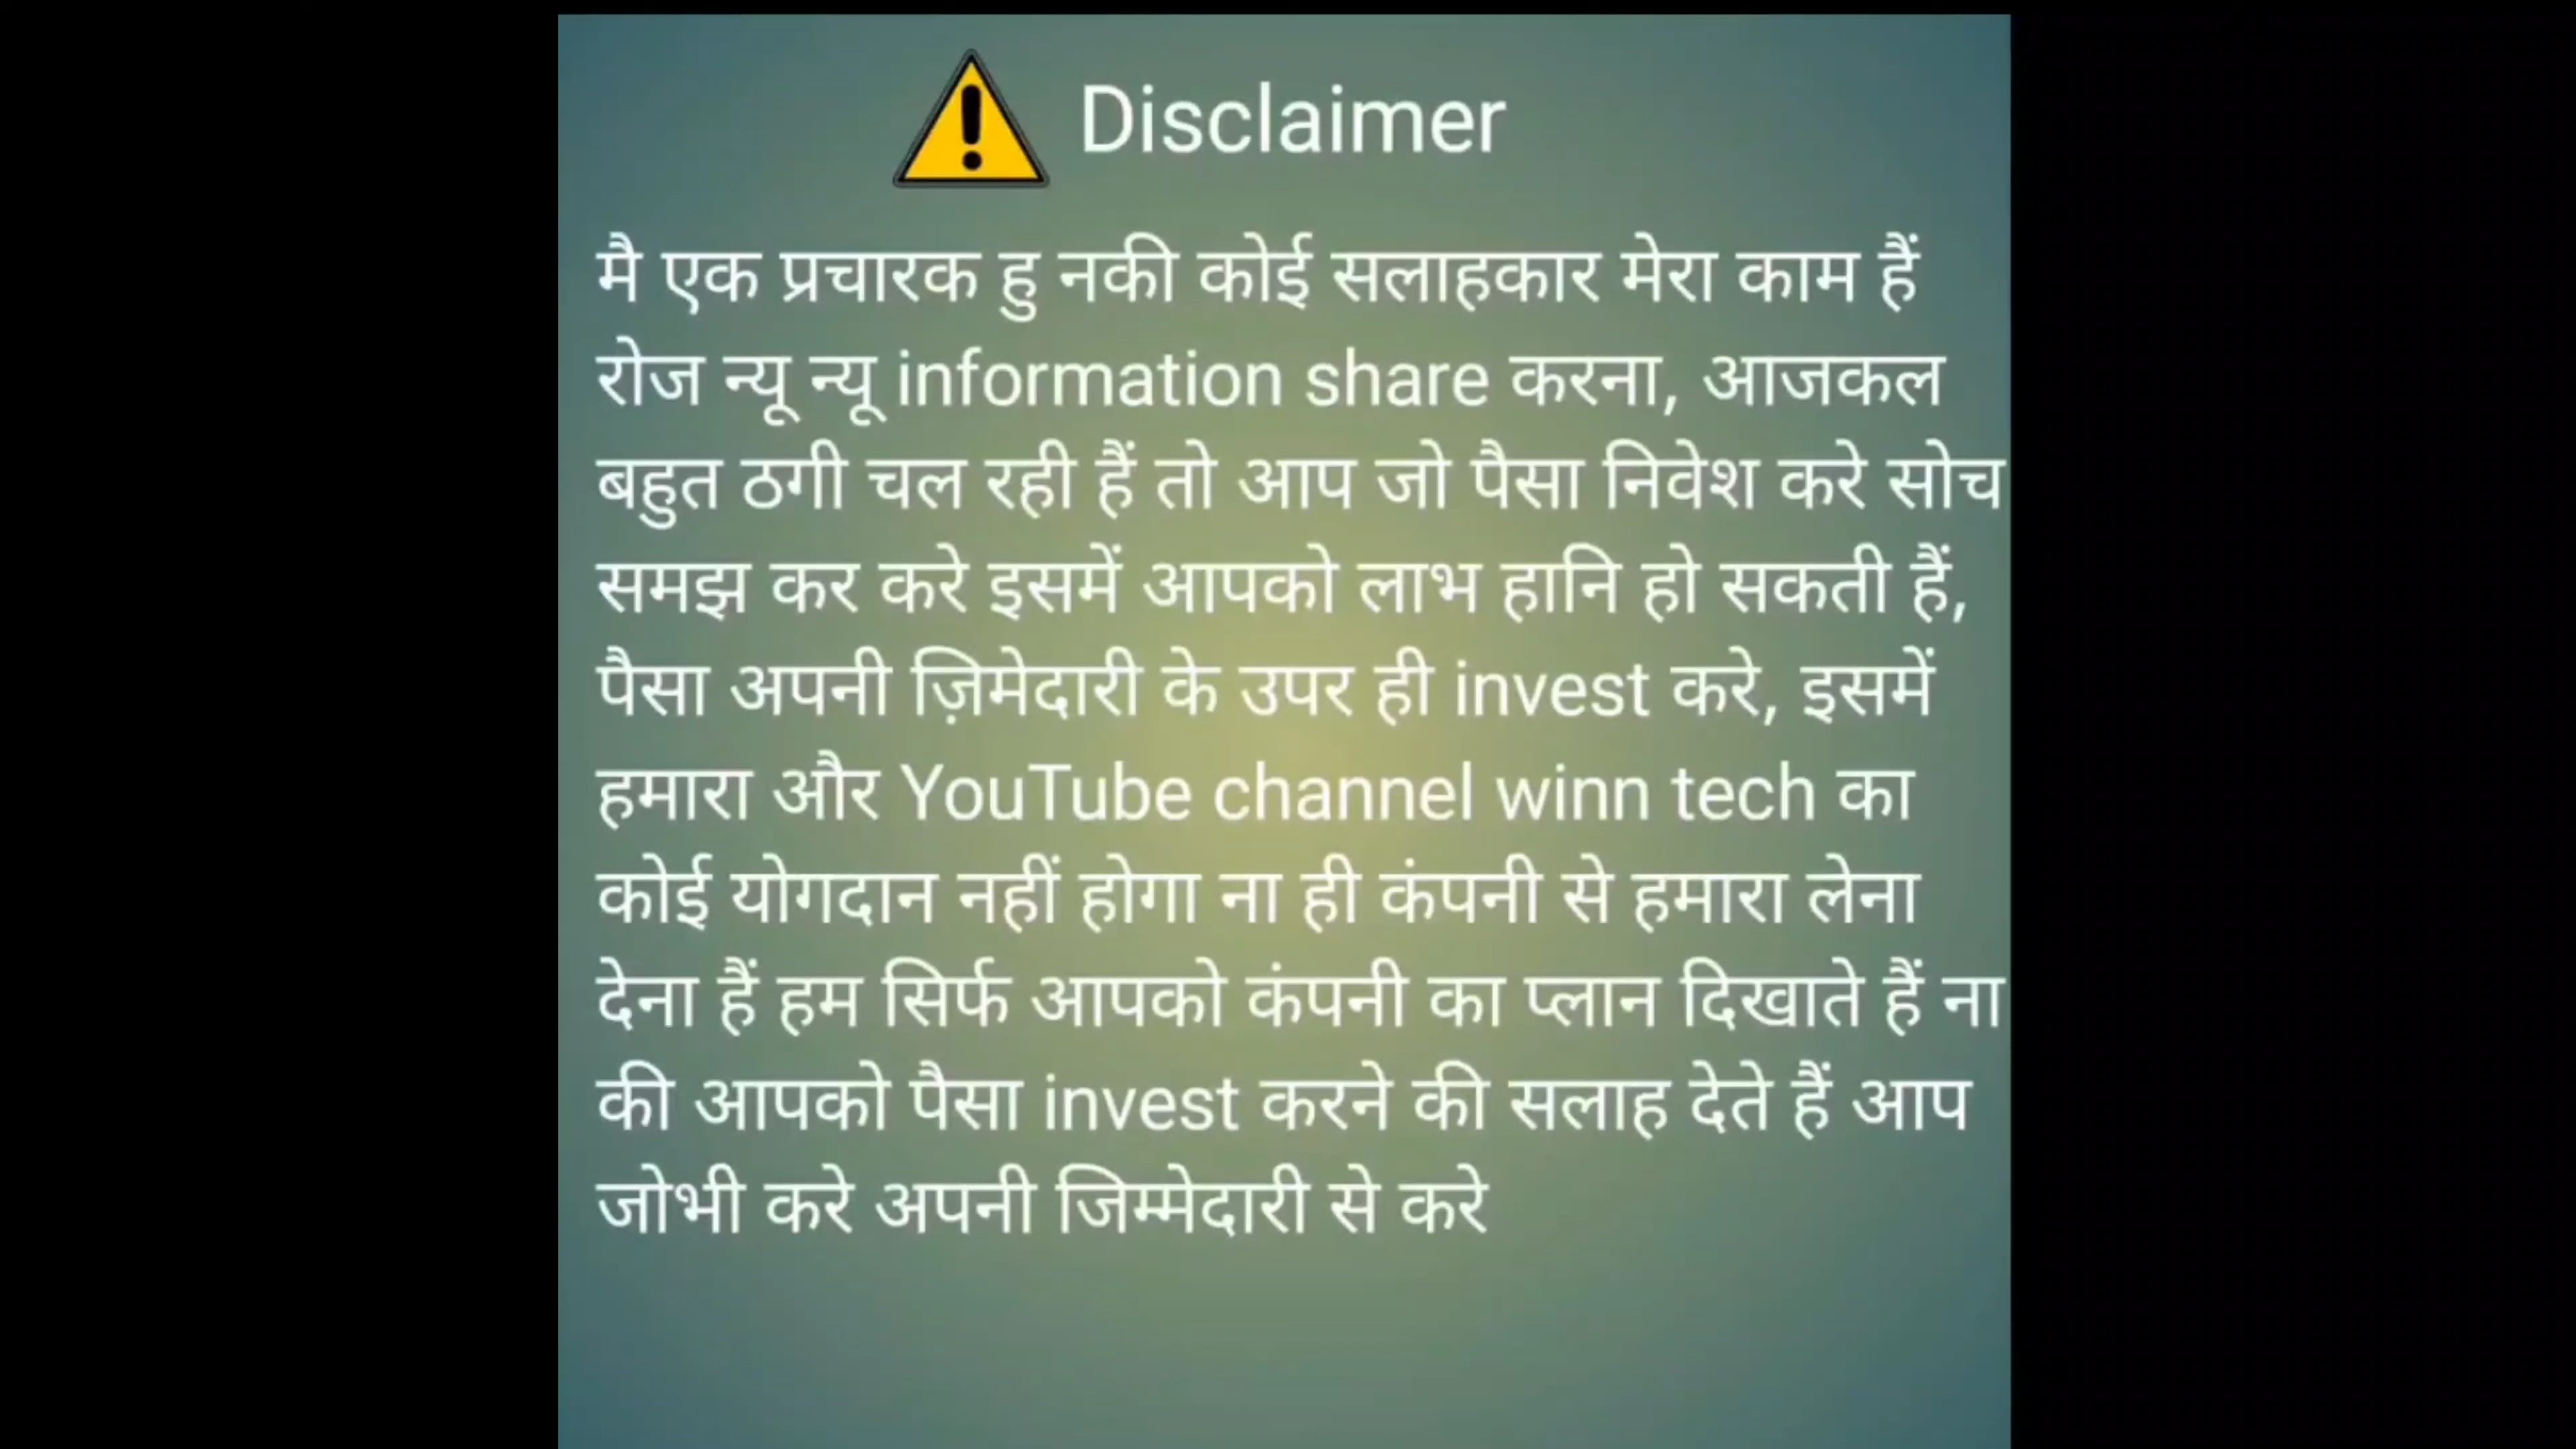 Disclaimer
मै एक प्रचारक हु नकी कोई सलाहकार मेरा काम हैं
रोज न्यू न्यू information share करना, आजकल
बहुत ठगी चल रही हैं तो आप जो पैसा निवेश करे सोच
समझ कर करे इसमें आपको लाभ हानि हो सकती हैं,
पैसा अपनी ज़िमेदारी के उपर ही invest करे, इसमें
हमारा और YouTube channel winn tech का
कोई योगदान नहीं होगा ना ही कंपनी से हमारा लेना
देना हैं हम सिर्फ आपको कंपनी का प्लान दिखाते हैं ना
की आपको पैसा invest करने की सलाह देते हैं आप
जोभी करे अपनी जिम्मेदारी से करे